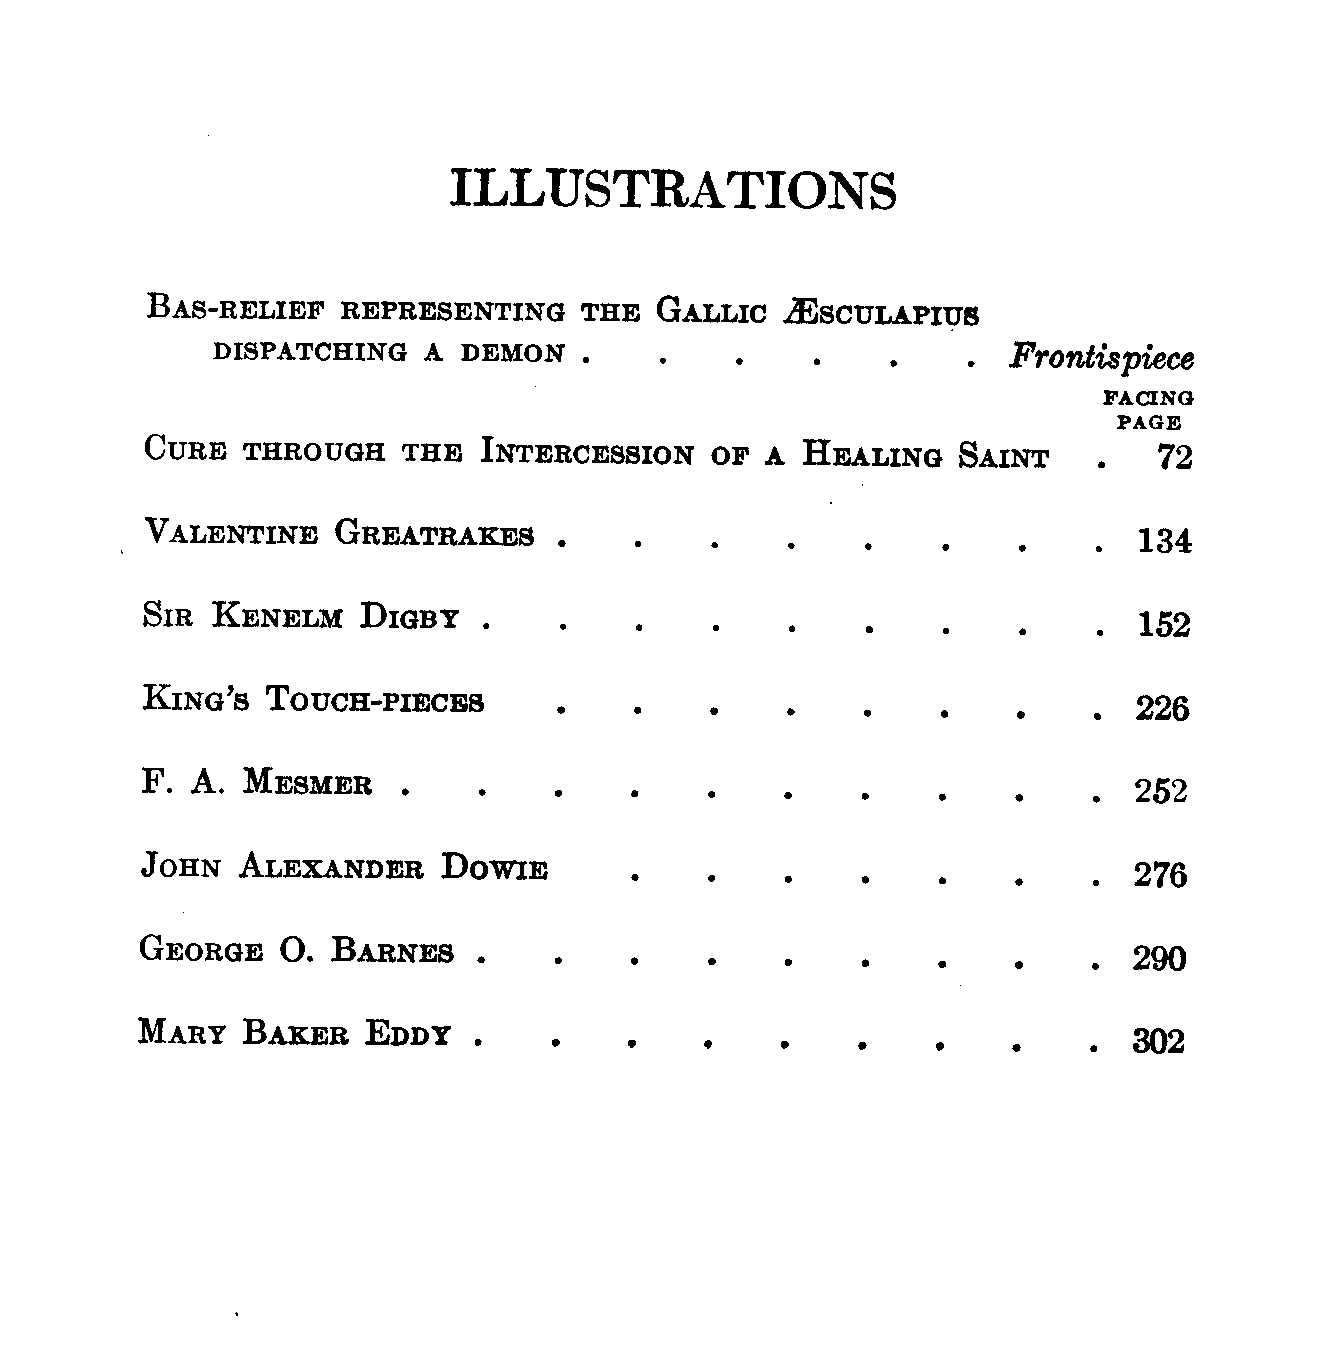 ILLUSTRATIONS
Bas-relief representing the Gallic Æsculapius
dispatching a demon . . . . . . Frontispiece
FACING
PAGE
Cure through the Intercession of a Healing Saint . 72
Valentine Greatrakes . . . . . . . . 134
Sir Kenelm Digby . . . . . . . . . 152
King's Touch-pieces . . . . . . . . 226
F. A. Mesmer . . . . . . . . . . 252
John Alexander Dowie . . . . . . . 276
George O. Barnes . . . . . . . . . 290
Mary Baker Eddy . . . . . . . . . 302